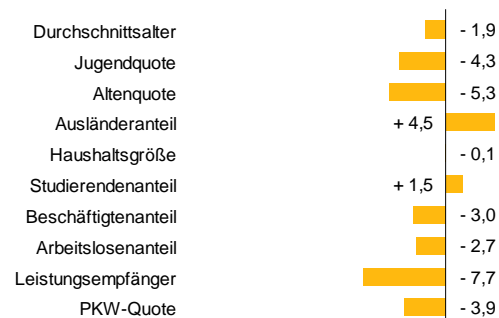 Durchschnittsalter - 1,9
Jugendquote - 4,3
Altenquote - 5,3
Ausländeranteil + 4,5
Haushaltsgröße - 0,1
Studierendenanteil + 1,5
Beschäftigtenanteil - 3,0
Arbeitslosenanteil - 2,7
Leistungsempfänger - 7,7
PKW-Quote - 3,9